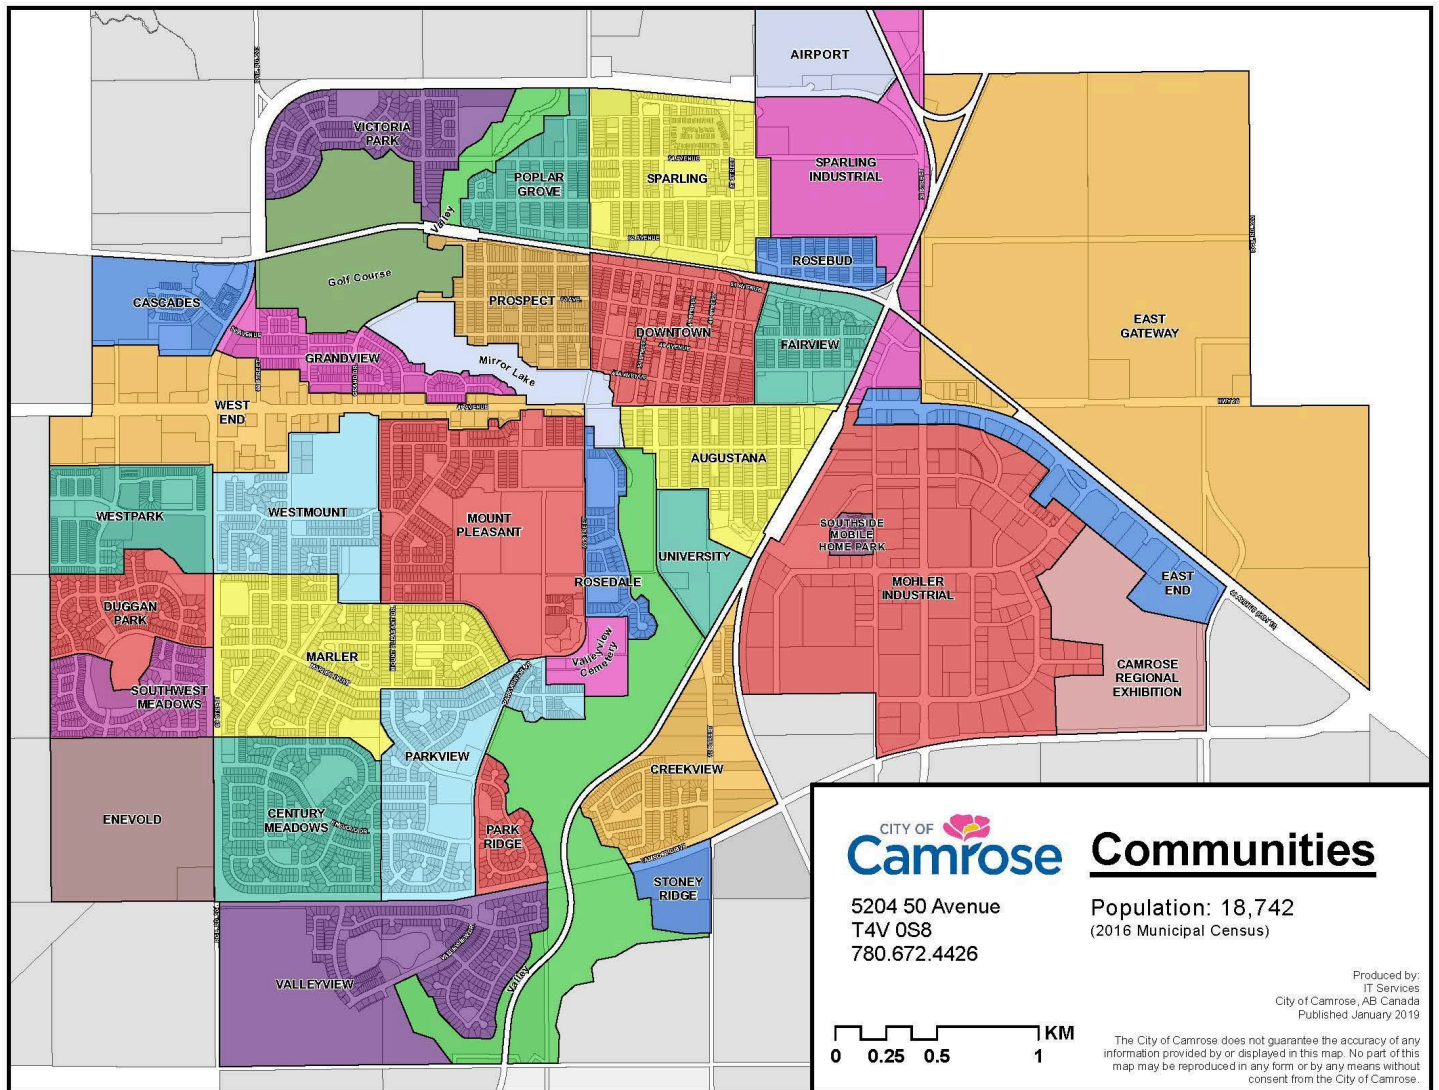 AIRPORT
VICTORIA
PARK
POPLAR
GROVE
SPARLING
SPARLING
INDUSTRIAL
Valley
ROSEBUD
Golf Course
CASCADES
PROSPECT
DOWNTOWN
FAIRVIEW
EAST
GATEWAY
GRANDVIEW
Mirror Lake
WEST
END
AUGUSTANA
WESTPARK
WESTMOUNT
MOUNT
PLEASANT
SOUTHSIDE
MOBILE
HOME PARK
UNIVERSITY
ROSEDALE
MOHLER
INDUSTRIAL
EAST
END
DUGGAN
PARK
MARLER
Valleyview
Cemetery
CAMROSE
REGIONAL
EXHIBITION
SOUTHWEST
MEADOWS
PARKVIEW
CREEKVIEW
ENEVOLD
CENTURY
MEADOWS
PARK
RIDGE
STONEY
RIDGE
VALLEYVIEW
Valley
CITY OF
Camrose
Communities
5204 50 Avenue
T4V 0S8
780.672.4426
Population: 18,742
(2016 Municipal Census)
Produced by:
IT Services
City of Camrose, AB Canada
Published January 2019
KM
0 0.25 0.5 1
The City of Camrose does not guarantee the accuracy of any
information provided by or displayed in this map. No part of this
map may be reproduced in any form or by any means without
consent from the City of Camrose.